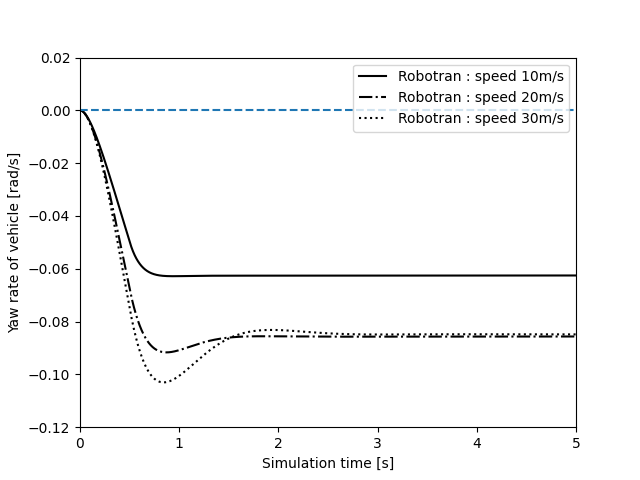 0.02
0.00
−0.02
−0.04
−0.06
−0.08
−0.10
−0.12
Yaw rate of vehicle [rad/s]
Robotran : speed 10m/s
Robotran : speed 20m/s
Robotran : speed 30m/s
0 1 2 3 4 5
Simulation time [s]